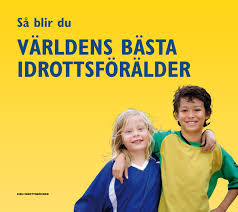 Så blir du
VÄRLDENS BÄSTA
IDROTTSFÖRÄLDER